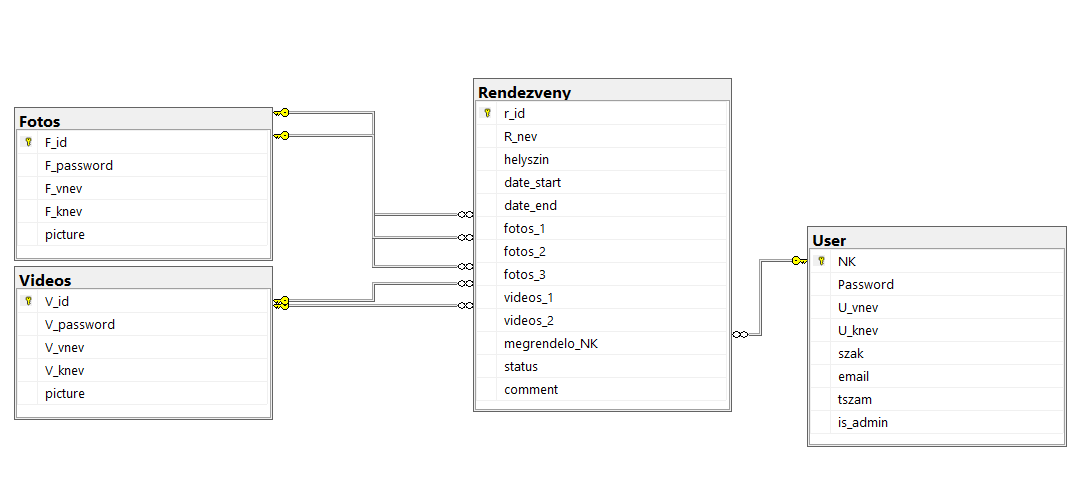 Fotos
F_id
F_password
F_vnev
F_knev
picture
Videos
V_id
V_password
V_vnev
V_knev
picture
Rendezveny
r_id
R_nev
helyszin
date_start
date_end
fotos_1
fotos_2
fotos_3
videos_1
videos_2
megrendelo_NK
status
comment
User
NK
Password
U_vnev
U_knev
szak
email
tszam
is_admin